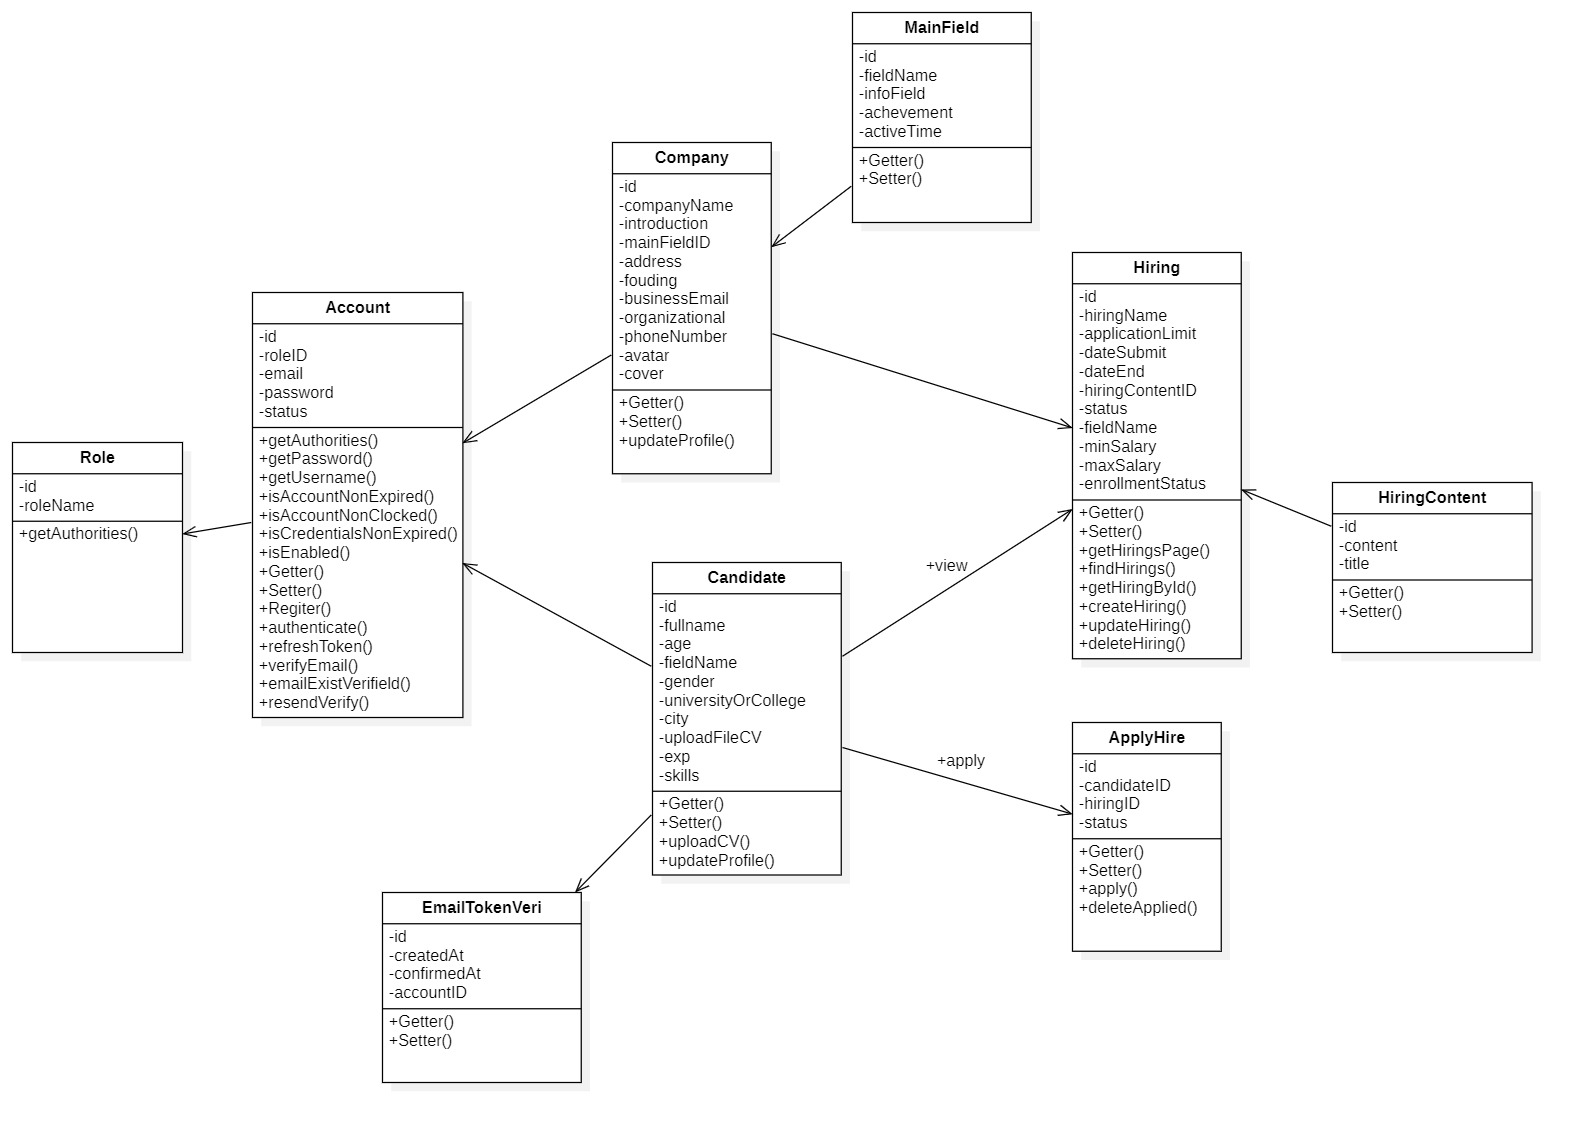 MainField
-id
-fieldName
-infoField
-achevement
-activeTime
+Getter()
+Setter()
Company
-id
-companyName
-introduction
-mainFieldID
-address
-fouding
-businessEmail
-organizational
-phoneNumber
-avatar
-cover
+Getter()
+Setter()
+updateProfile()
Hiring
-id
-hiringName
-applicationLimit
-dateSubmit
-dateEnd
-hiringContentID
-status
-fieldName
-minSalary
-maxSalary
-enrollmentStatus
+Getter()
+Setter()
+getHiringsPage()
+findHirings()
+getHiringById()
+createHiring()
+updateHiring()
+deleteHiring()
Account
-id
-roleID
-email
-password
-status
+getAuthorities()
+getPassword()
+getUsername()
+isAccountNonExpired()
+isAccountNonClocked()
+isCredentialsNonExpired()
+isEnabled()
+Getter()
+Setter()
+Regiter()
+authenticate()
+refreshToken()
+verifyEmail()
+emailExistVerifield()
+resendVerify()
Role
-id
-roleName
+getAuthorities()
HiringContent
-id
-content
-title
+Getter()
+Setter()
+view
Candidate
-id
-fullname
-age
-fieldName
-gender
-universityOrCollege
-city
-uploadFileCV
-exp
-skills
+Getter()
+Setter()
+uploadCV()
+updateProfile()
+apply
ApplyHire
-id
-candidateID
-hiringID
-status
+Getter()
+Setter()
+apply()
+deleteApplied()
EmailTokenVeri
-id
-createdAt
-confirmedAt
-accountID
+Getter()
+Setter()